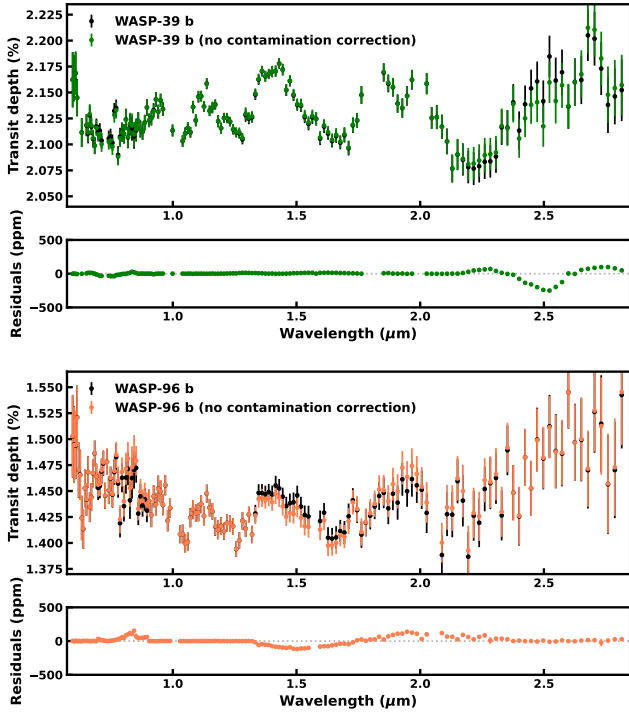 WASP-39 b
WASP-39 b (no contamination correction)
Transit depth (%)
2.225
2.200
2.175
2.150
2.125
2.100
2.075
2.050
1.0 1.5 2.0 2.5
Residuals (ppm)
500
0
−500
1.0 1.5 2.0 2.5
Wavelength (μm)
WASP-96 b
WASP-96 b (no contamination correction)
Transit depth (%)
1.550
1.525
1.500
1.475
1.450
1.425
1.400
1.375
1.0 1.5 2.0 2.5
Residuals (ppm)
500
0
−500
1.0 1.5 2.0 2.5
Wavelength (μm)